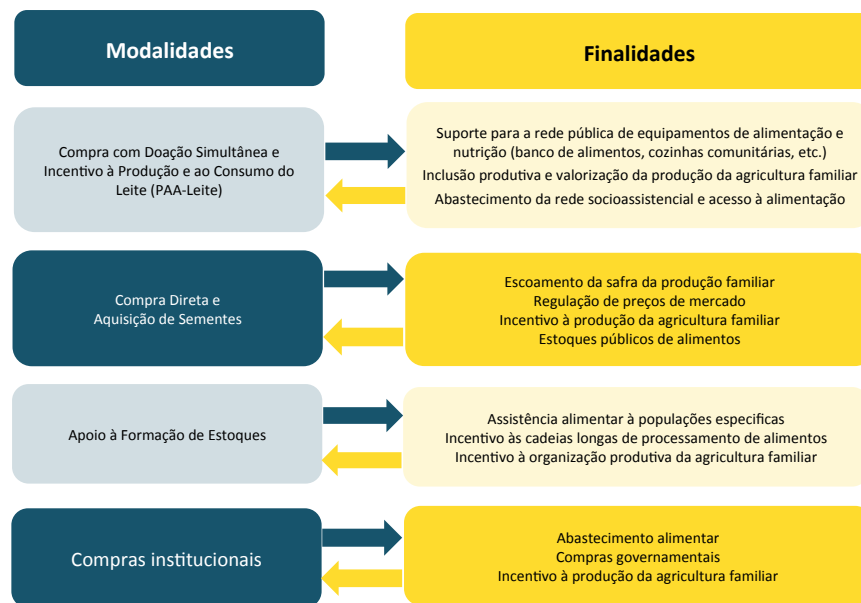 Modalidades
Finalidades
Compra com Doação Simultânea e
Incentivo à Produção e ao Consumo do
Leite (PAA-Leite)
Suporte para a rede pública de equipamentos de alimentação e
nutrição (banco de alimentos, cozinhas comunitárias, etc.)
Inclusão produtiva e valorização da produção da agricultura familiar
Abastecimento da rede socioassistencial e acesso à alimentação
Compra Direta e
Aquisição de Sementes
Escoamento da safra da produção familiar
Regulação de preços de mercado
Incentivo à produção da agricultura familiar
Estoques públicos de alimentos
Apoio à Formação de Estoques
Assistência alimentar à populações especificas
Incentivo às cadeias longas de processamento de alimentos
Incentivo à organização produtiva da agricultura familiar
Compras institucionais
Abastecimento alimentar
Compras governamentais
Incentivo à produção da agricultura familiar